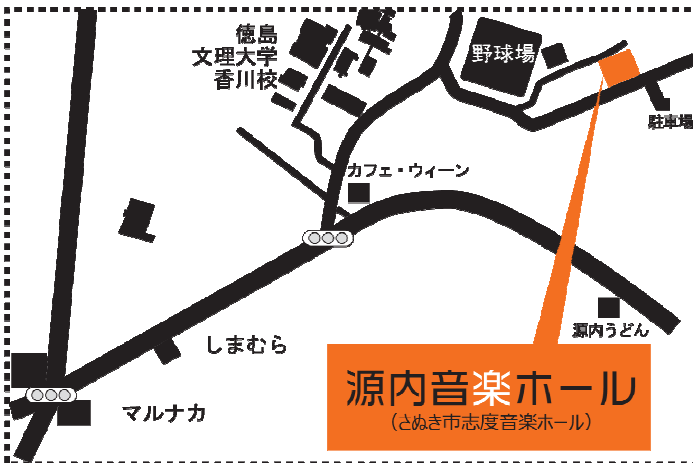 徳島
文理大学
香川校
野球場
駐車場
カフェ・ウィーン
源内うどん
しまむら
マルナカ
源内音楽ホール
（さぬき市志度音楽ホール）